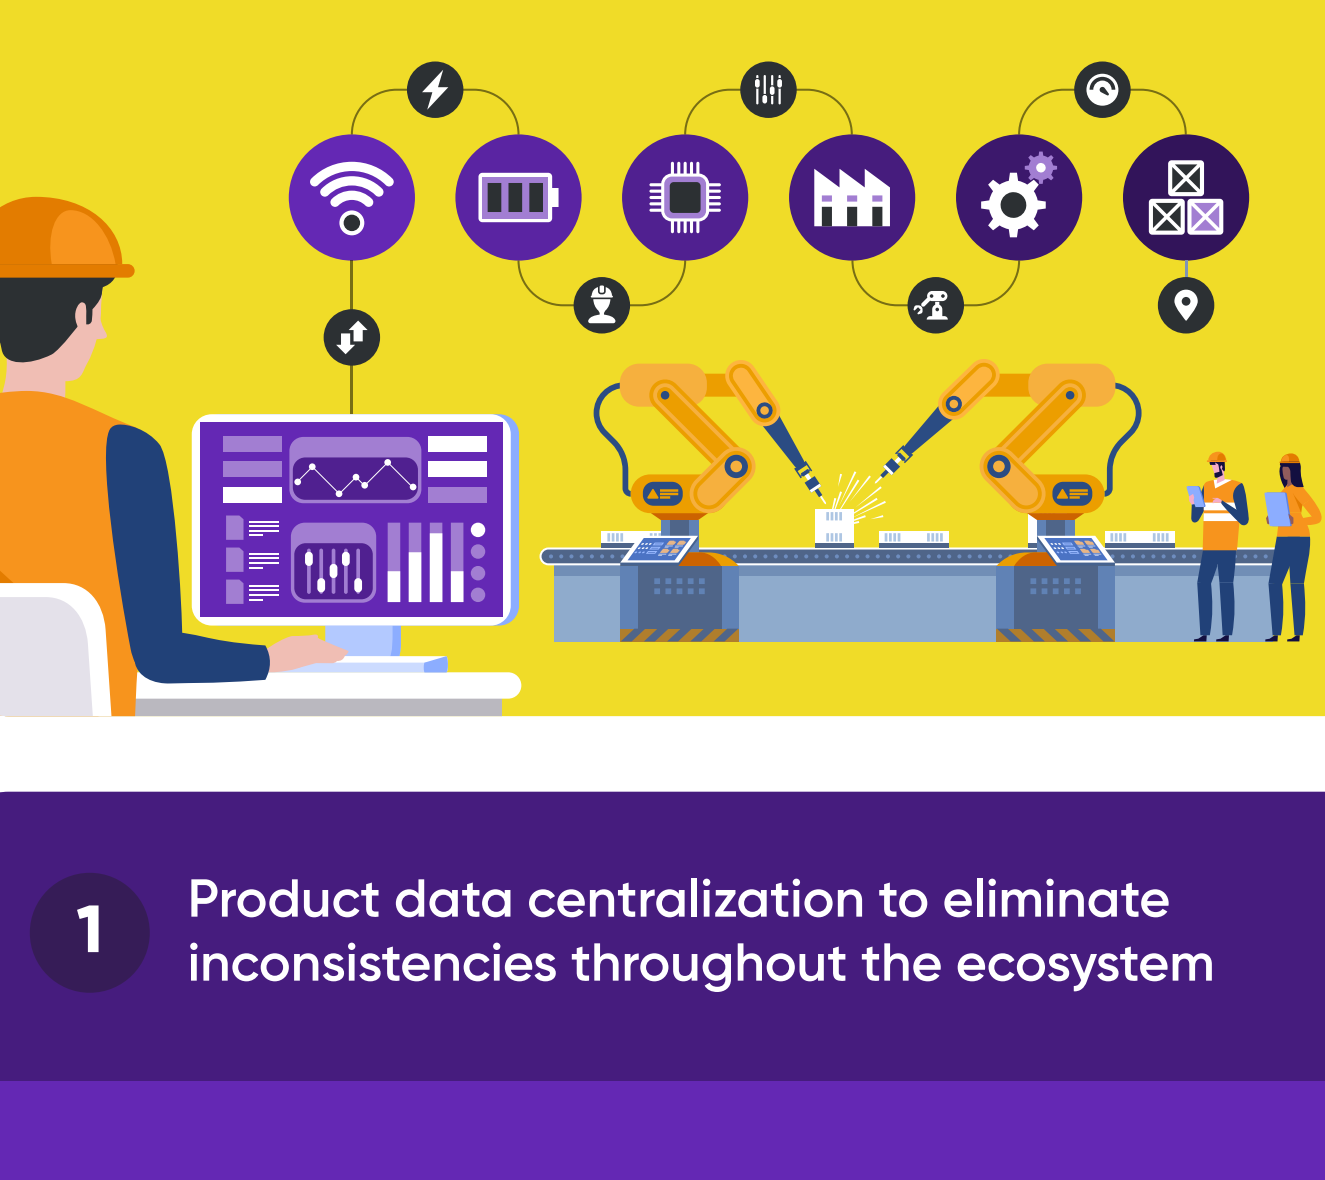 1
Product data centralization to eliminate
inconsistencies throughout the ecosystem